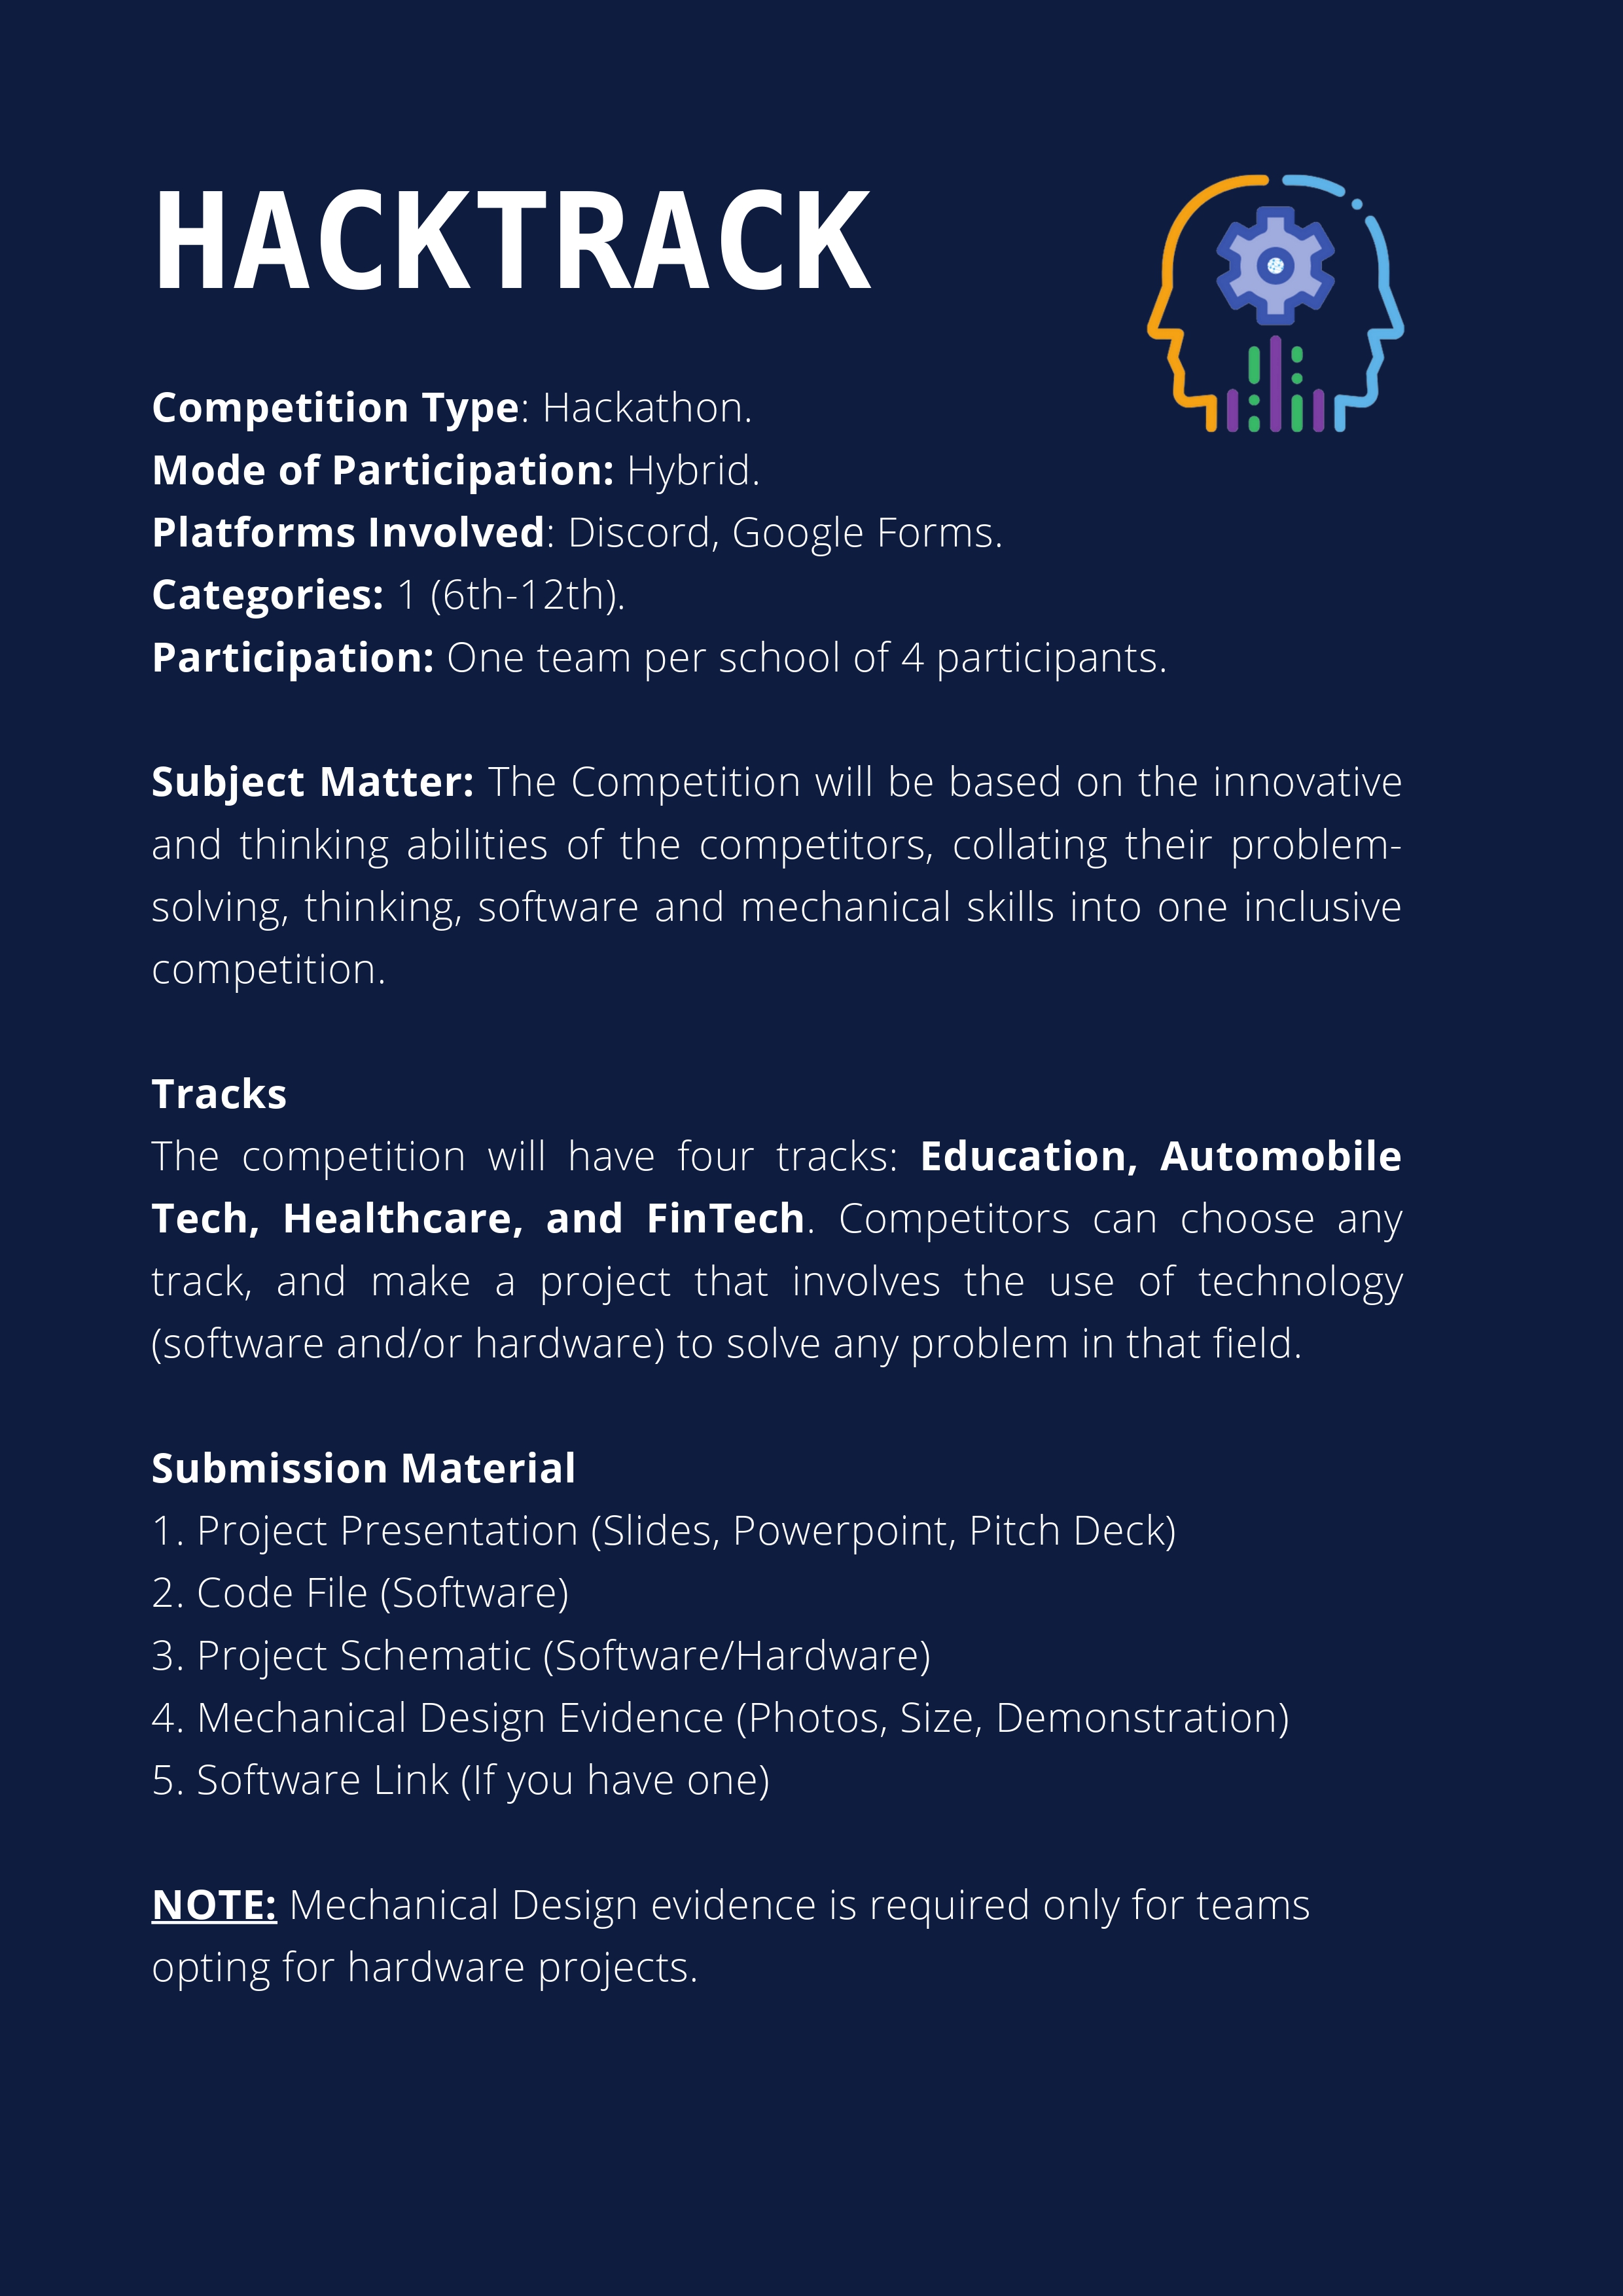 HACKTRACK
Competition Type: Hackathon.
Mode of Participation: Hybrid.
Platforms Involved: Discord, Google Forms.
Categories: 1 (6th-12th).
Participation: One team per school of 4 participants.
Subject Matter: The Competition will be based on the innovative
and thinking abilities of the competitors, collating their problem-
solving, thinking, software and mechanical skills into one inclusive
competition.
Tracks
The competition will have four tracks: Education, Automobile
Tech, Healthcare, and FinTech. Competitors can choose any
track, and make a project that involves the use of technology
(software and/or hardware) to solve any problem in that field.
Submission Material
1. Project Presentation (Slides, Powerpoint, Pitch Deck)
2. Code File (Software)
3. Project Schematic (Software/Hardware)
4. Mechanical Design Evidence (Photos, Size, Demonstration)
5. Software Link (If you have one)
NOTE: Mechanical Design evidence is required only for teams
opting for hardware projects.